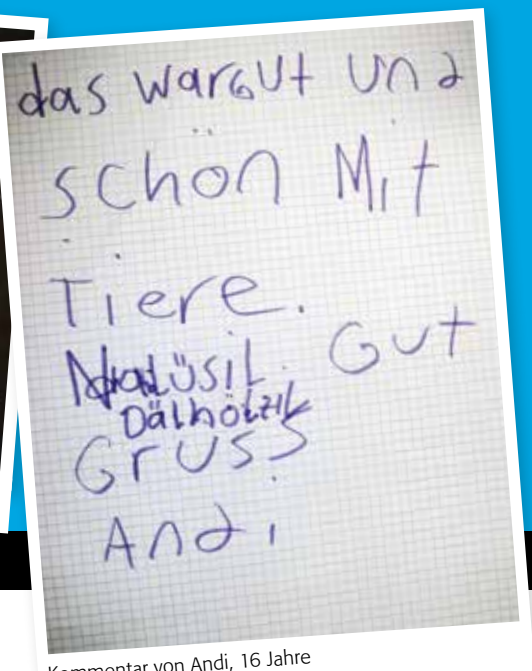 das war Gut und
schön Mit
Tiere.
Gut
Dälhölzli
Gruss
Andi
Kommentar von Andi, 16 Jahre